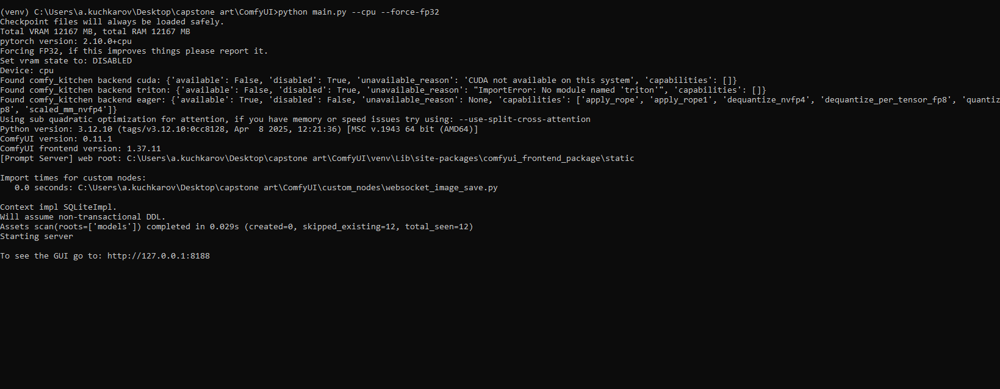 (venv) C:\Users\a.kuchkarov\Desktop\capstone art\ComfyUI>python main.py --cpu --force-fp32
Checkpoint files will always be loaded safely.
Total VRAM 12167 MB, total RAM 12167 MB
pytorch version: 2.10.0+cpu
Forcing FP32, if this improves things please report it.
Set vram state to: DISABLED
Device: cpu
Found comfy_kitchen backend cuda: {'available': False, 'disabled': True, 'unavailable_reason': 'CUDA not available on this system', 'capabilities': []}
Found comfy_kitchen backend triton: {'available': False, 'disabled': True, 'unavailable_reason': "ImportError: No module named 'triton'", 'capabilities': []}
Found comfy_kitchen backend eager: {'available': True, 'disabled': False, 'unavailable_reason': None, 'capabilities': ['apply_rope', 'apply_rope1', 'dequantize_nvfp4', 'dequantize_per_tensor_fp8', 'quantiz
p8', 'scaled_mm_nvfp4']}
Using sub quadratic optimization for attention, if you have memory or speed issues try using: --use-split-cross-attention
Python version: 3.12.10 (tags/v3.12.10:0cc8128, Apr  8 2025, 12:21:36) [MSC v.1943 64 bit (AMD64)]
ComfyUI version: 0.11.1
ComfyUI frontend version: 1.37.11
[Prompt Server] web root: C:\Users\a.kuchkarov\Desktop\capstone art\ComfyUI\venv\Lib\site-packages\comfyui_frontend_package\static
Import times for custom nodes:
   0.0 seconds: C:\Users\a.kuchkarov\Desktop\capstone art\ComfyUI\custom_nodes\websocket_image_save.py
Context impl SQLiteImpl.
Will assume non-transactional DDL.
Assets scan(roots=['models']) completed in 0.029s (created=0, skipped_existing=12, total_seen=12)
Starting server
To see the GUI go to: http://127.0.0.1:8188